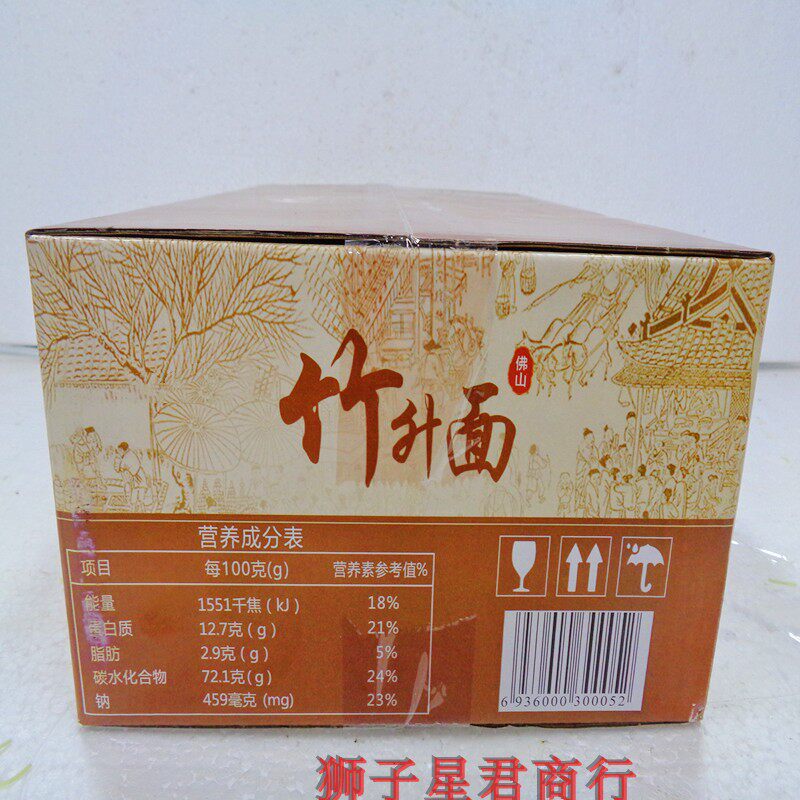 竹升面
佛山
营养成分表
项目 每100克(g) 营养素参考值%
能量 1551千焦(kJ) 18%
蛋白质 12.7克(g) 21%
脂肪 2.9克(g) 5%
碳水化合物 72.1克(g) 24%
钠 459毫克(mg) 23%
6 936000 300052
狮子星君商行